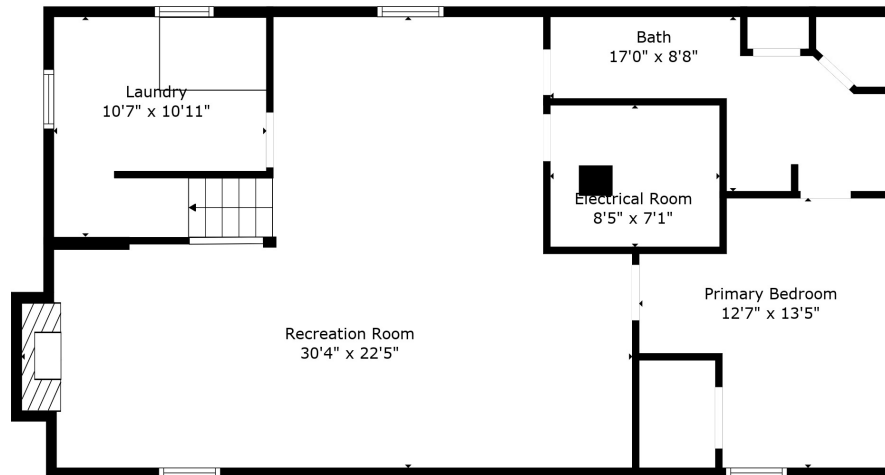 Bath
17'0" x 8'8"
Laundry
10'7" x 10'11"
Electrical Room
8'5" x 7'1"
Primary Bedroom
12'7" x 13'5"
Recreation Room
30'4" x 22'5"